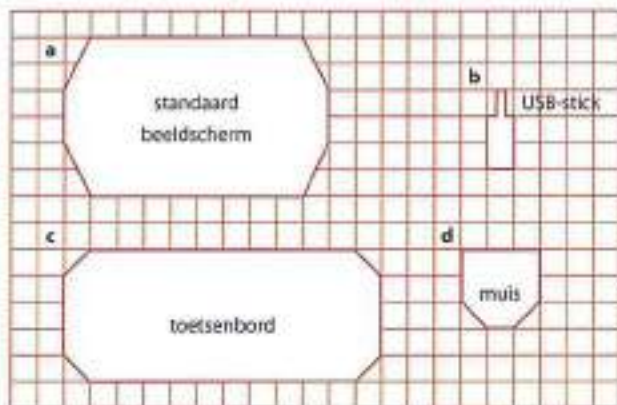 a
standaard
beeldscherm
b
USB-stick
c
toetsenbord
d
muis